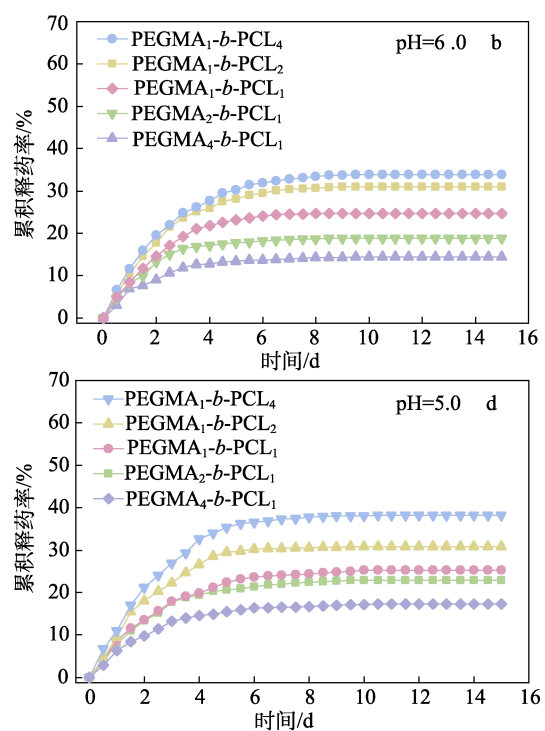 70
60
50
40
30
20
10
0
累积释药率/%
PEGMA₁-b-PCL₄
PEGMA₁-b-PCL₂
PEGMA₁-b-PCL₁
PEGMA₂-b-PCL₁
PEGMA₄-b-PCL₁
pH=6 .0 b
0 2 4 6 8 10 12 14 16
时间/d
70
60
50
40
30
20
10
0
累积释药率/%
PEGMA₁-b-PCL₄
PEGMA₁-b-PCL₂
PEGMA₁-b-PCL₁
PEGMA₂-b-PCL₁
PEGMA₄-b-PCL₁
pH=5.0 d
0 2 4 6 8 10 12 14 16
时间/d